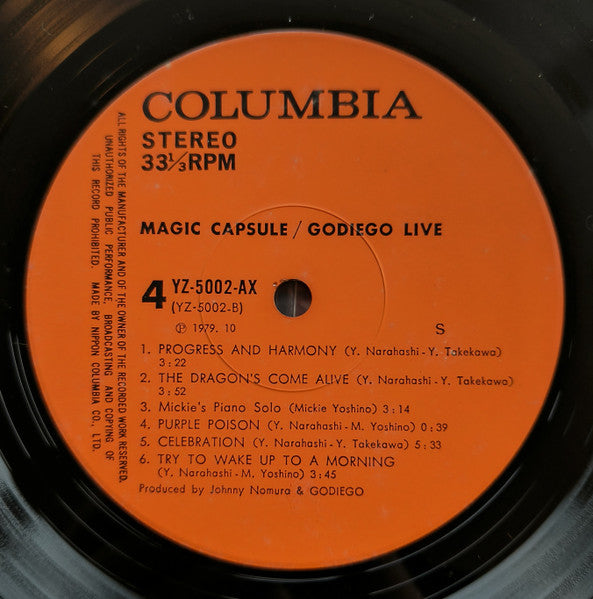 COLUMBIA
STEREO
33⅓RPM
MAGIC CAPSULE / GODIEGO LIVE
4 YZ-5002-AX
(YZ-5002-B)
Ⓟ 1979. 10 S
1. PROGRESS AND HARMONY (Y. Narahashi-Y. Takekawa)
3:22
2. THE DRAGON'S COME ALIVE (Y. Narahashi-Y. Takekawa)
3:52
3. Mickie's Piano Solo (Mickie Yoshino) 3:14
4. PURPLE POISON (Y. Narahashi-M. Yoshino) 0:39
5. CELEBRATION (Y. Narahashi-Y. Takekawa) 5:33
6. TRY TO WAKE UP TO A MORNING
(Y. Narahashi-M. Yoshino) 3:45
Produced by Johnny Nomura & GODIEGO
ALL RIGHTS OF THE MANUFACTURER AND OF THE OWNER OF THE RECORDED WORK RESERVED.
UNAUTHORIZED PUBLIC PERFORMANCE, BROADCASTING AND COPYING OF
THIS RECORD PROHIBITED. MADE BY NIPPON COLUMBIA CO., LTD.